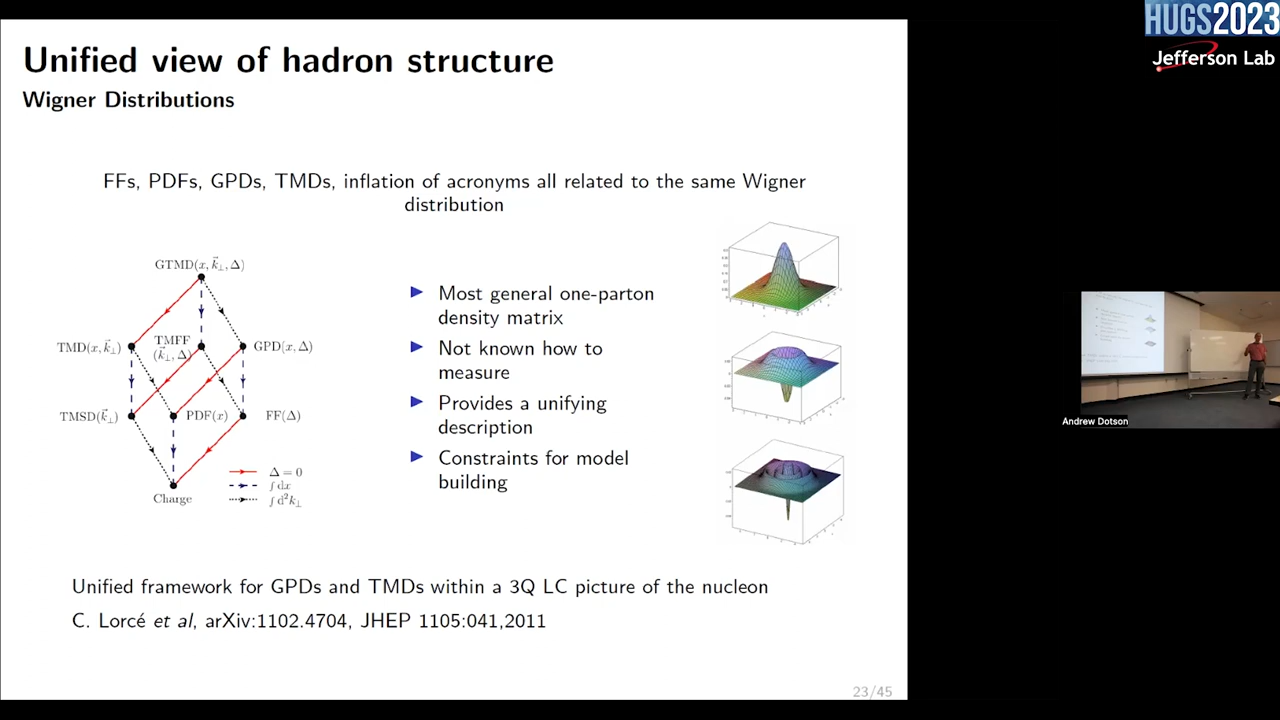 HUGS2023
Jefferson Lab
Unified view of hadron structure
Wigner Distributions
FFs, PDFs, GPDs, TMDs, inflation of acronyms all related to the same Wigner
distribution
GTMD(x, k⃗⊥, Δ)
TMD(x, k⃗⊥)
TMFF
(k⃗⊥, Δ)
GPD(x, Δ)
TMSD(k⃗⊥)
PDF(x)
FF(Δ)
Charge
Δ = 0
∫dx
∫d²k⊥
▶ Most general one-parton
density matrix
▶ Not known how to
measure
▶ Provides a unifying
description
▶ Constraints for model
building
Unified framework for GPDs and TMDs within a 3Q LC picture of the nucleon
C. Lorcé et al, arXiv:1102.4704, JHEP 1105:041,2011
23/45
Andrew Dotson